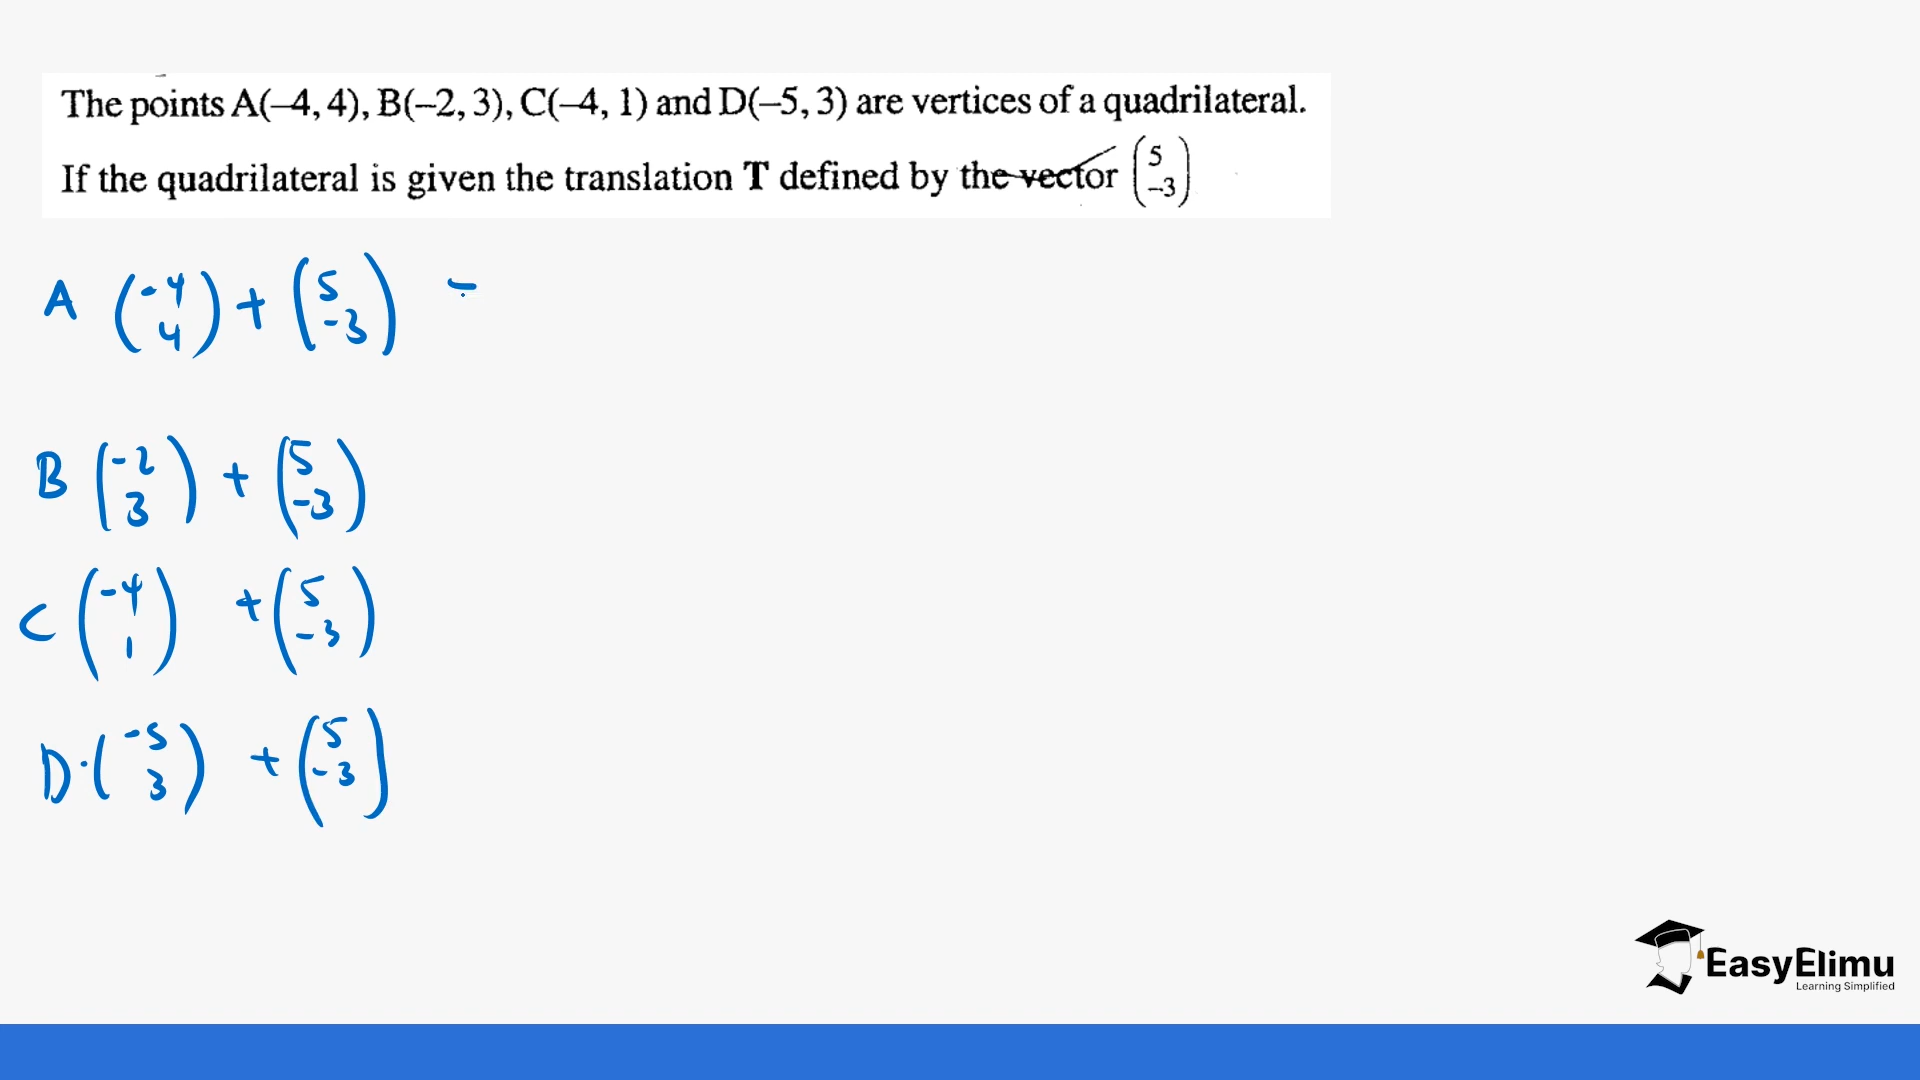 The points A(–4, 4), B(–2, 3), C(–4, 1) and D(–5, 3) are vertices of a quadrilateral.
If the quadrilateral is given the translation T defined by the vector (5
–3)
A (-4
4) + (5
-3) =
B (-2
3) + (5
-3)
C (-4
1) + (5
-3)
D. (-5
3) + (5
-3)
EasyElimu
Learning Simplified